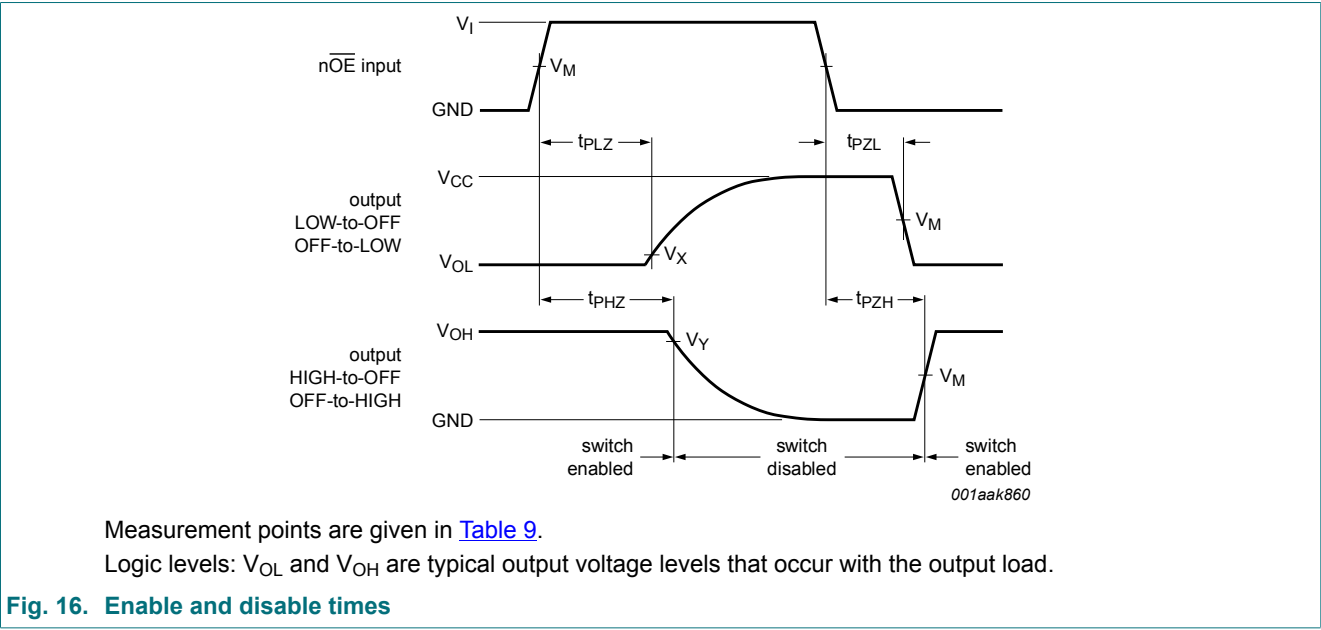 V_I
nOE input
V_M
GND
t_PLZ
t_PZL
V_CC
output
LOW-to-OFF
OFF-to-LOW
V_M
V_X
V_OL
t_PHZ
t_PZH
V_OH
V_Y
output
HIGH-to-OFF
OFF-to-HIGH
V_M
GND
switch
enabled
switch
disabled
switch
enabled
001aak860
Measurement points are given in Table 9.
Logic levels: V_OL and V_OH are typical output voltage levels that occur with the output load.
Fig. 16. Enable and disable times